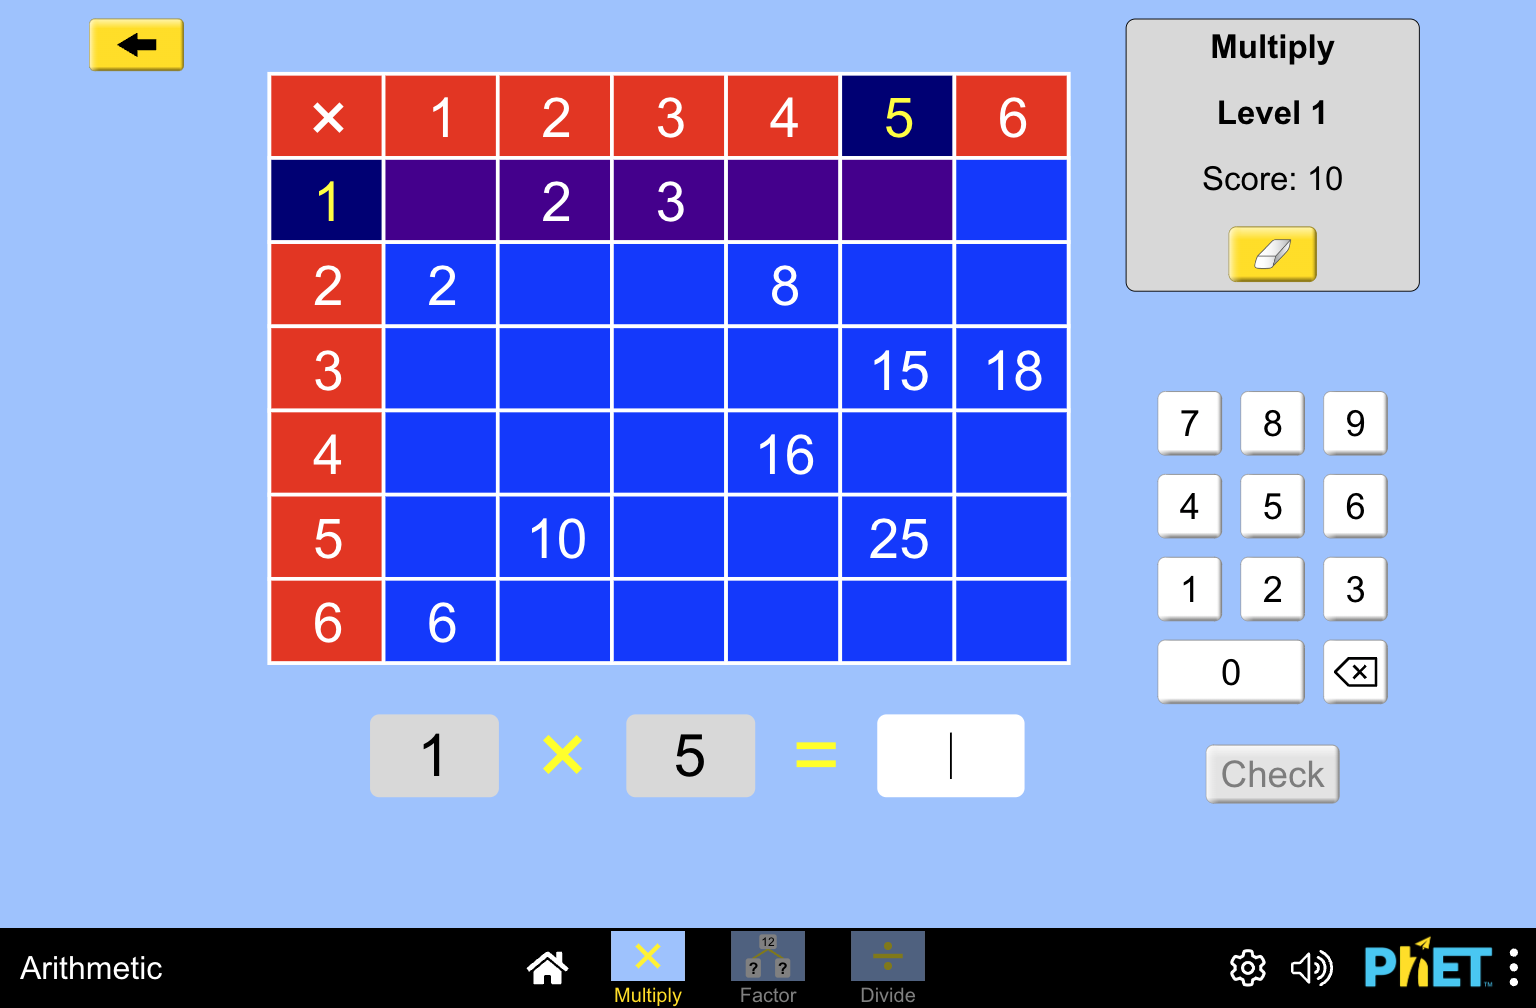 Multiply
Level 1
Score: 10
× 1 2 3 4 5 6
1 2 3
2 2 8
3 15 18
4 16
5 10 25
6 6
7 8 9
4 5 6
1 2 3
0
1 × 5 =
Check
Arithmetic
Multiply
12
? ?
Factor
Divide
PhET™